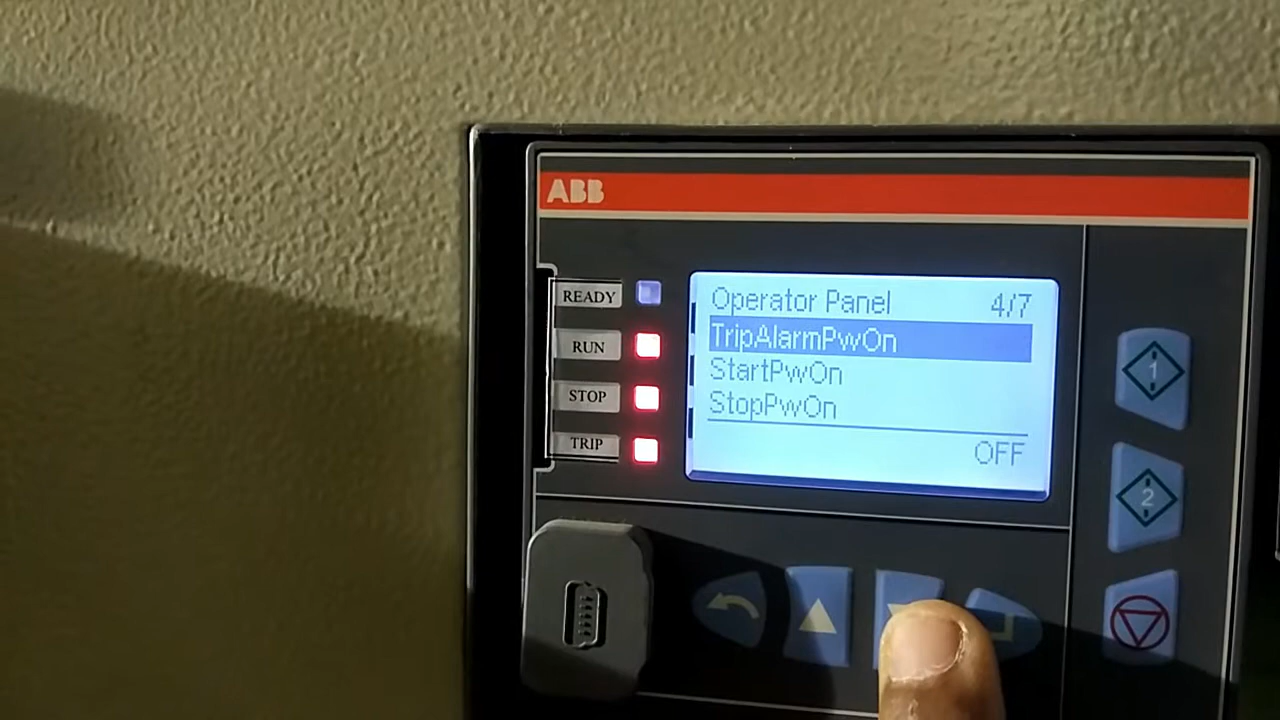 ABB
READY
RUN
STOP
TRIP
Operator Panel 4/7
TripAlarmPwOn
StartPwOn
StopPwOn
OFF
1
2